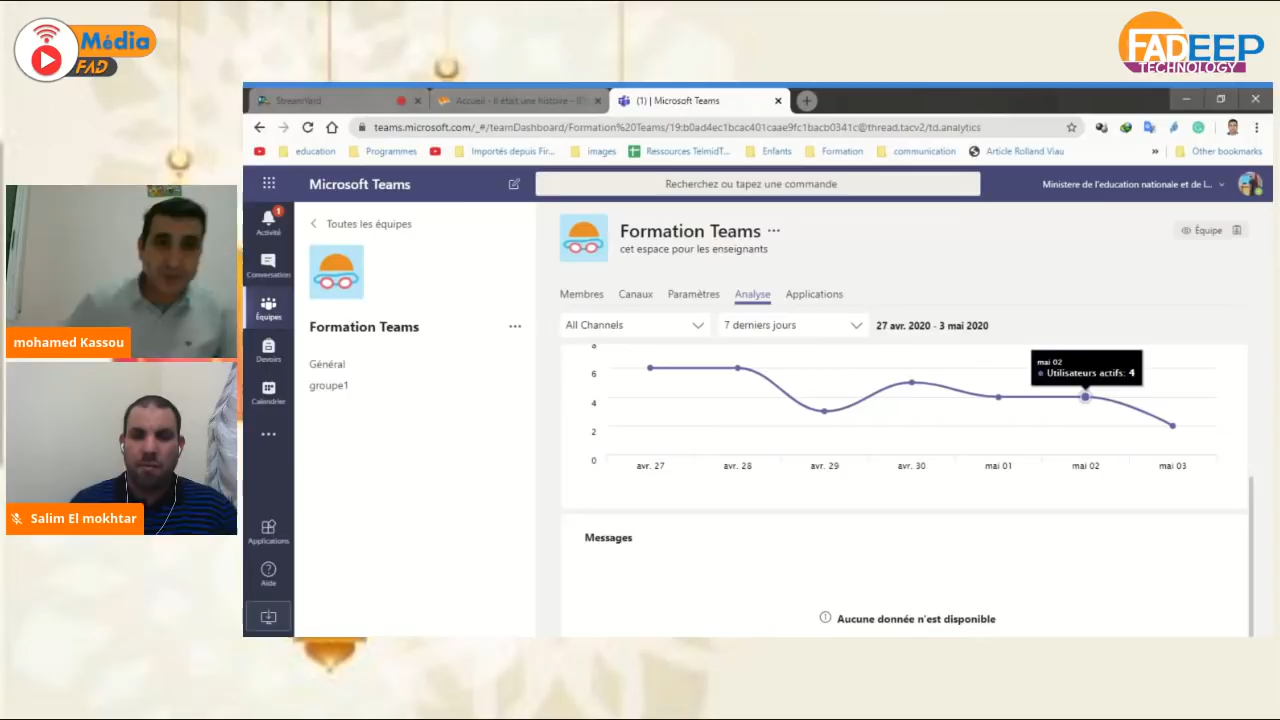 Média
FAD
FADEEP
TECHNOLOGY
StreamYard
Accueil - Il était une histoire - IE
(1) | Microsoft Teams
teams.microsoft.com/_#/teamDashboard/Formation%20Teams/19:b0ad4ec1bcac401caae9fc1bacb0341c@thread.tacv2/td.analytics
education
Programmes
Importés depuis Fir...
images
Ressources TelmidT...
Enfants
Formation
communication
Article Rolland Viau
»
Other bookmarks
Microsoft Teams
Recherchez ou tapez une commande
Ministere de l'education nationale et de l...
1
Activité
Conversation
Équipes
Devoirs
Calendrier
Applications
Aide
Toutes les équipes
Formation Teams
Général
groupe1
Formation Teams
cet espace pour les enseignants
Équipe
Membres
Canaux
Paramètres
Analyse
Applications
All Channels
7 derniers jours
27 avr. 2020 - 3 mai 2020
8
6
4
2
0
mai 02
Utilisateurs actifs: 4
avr. 27
avr. 28
avr. 29
avr. 30
mai 01
mai 02
mai 03
Messages
Aucune donnée n'est disponible
mohamed Kassou
Salim El mokhtar